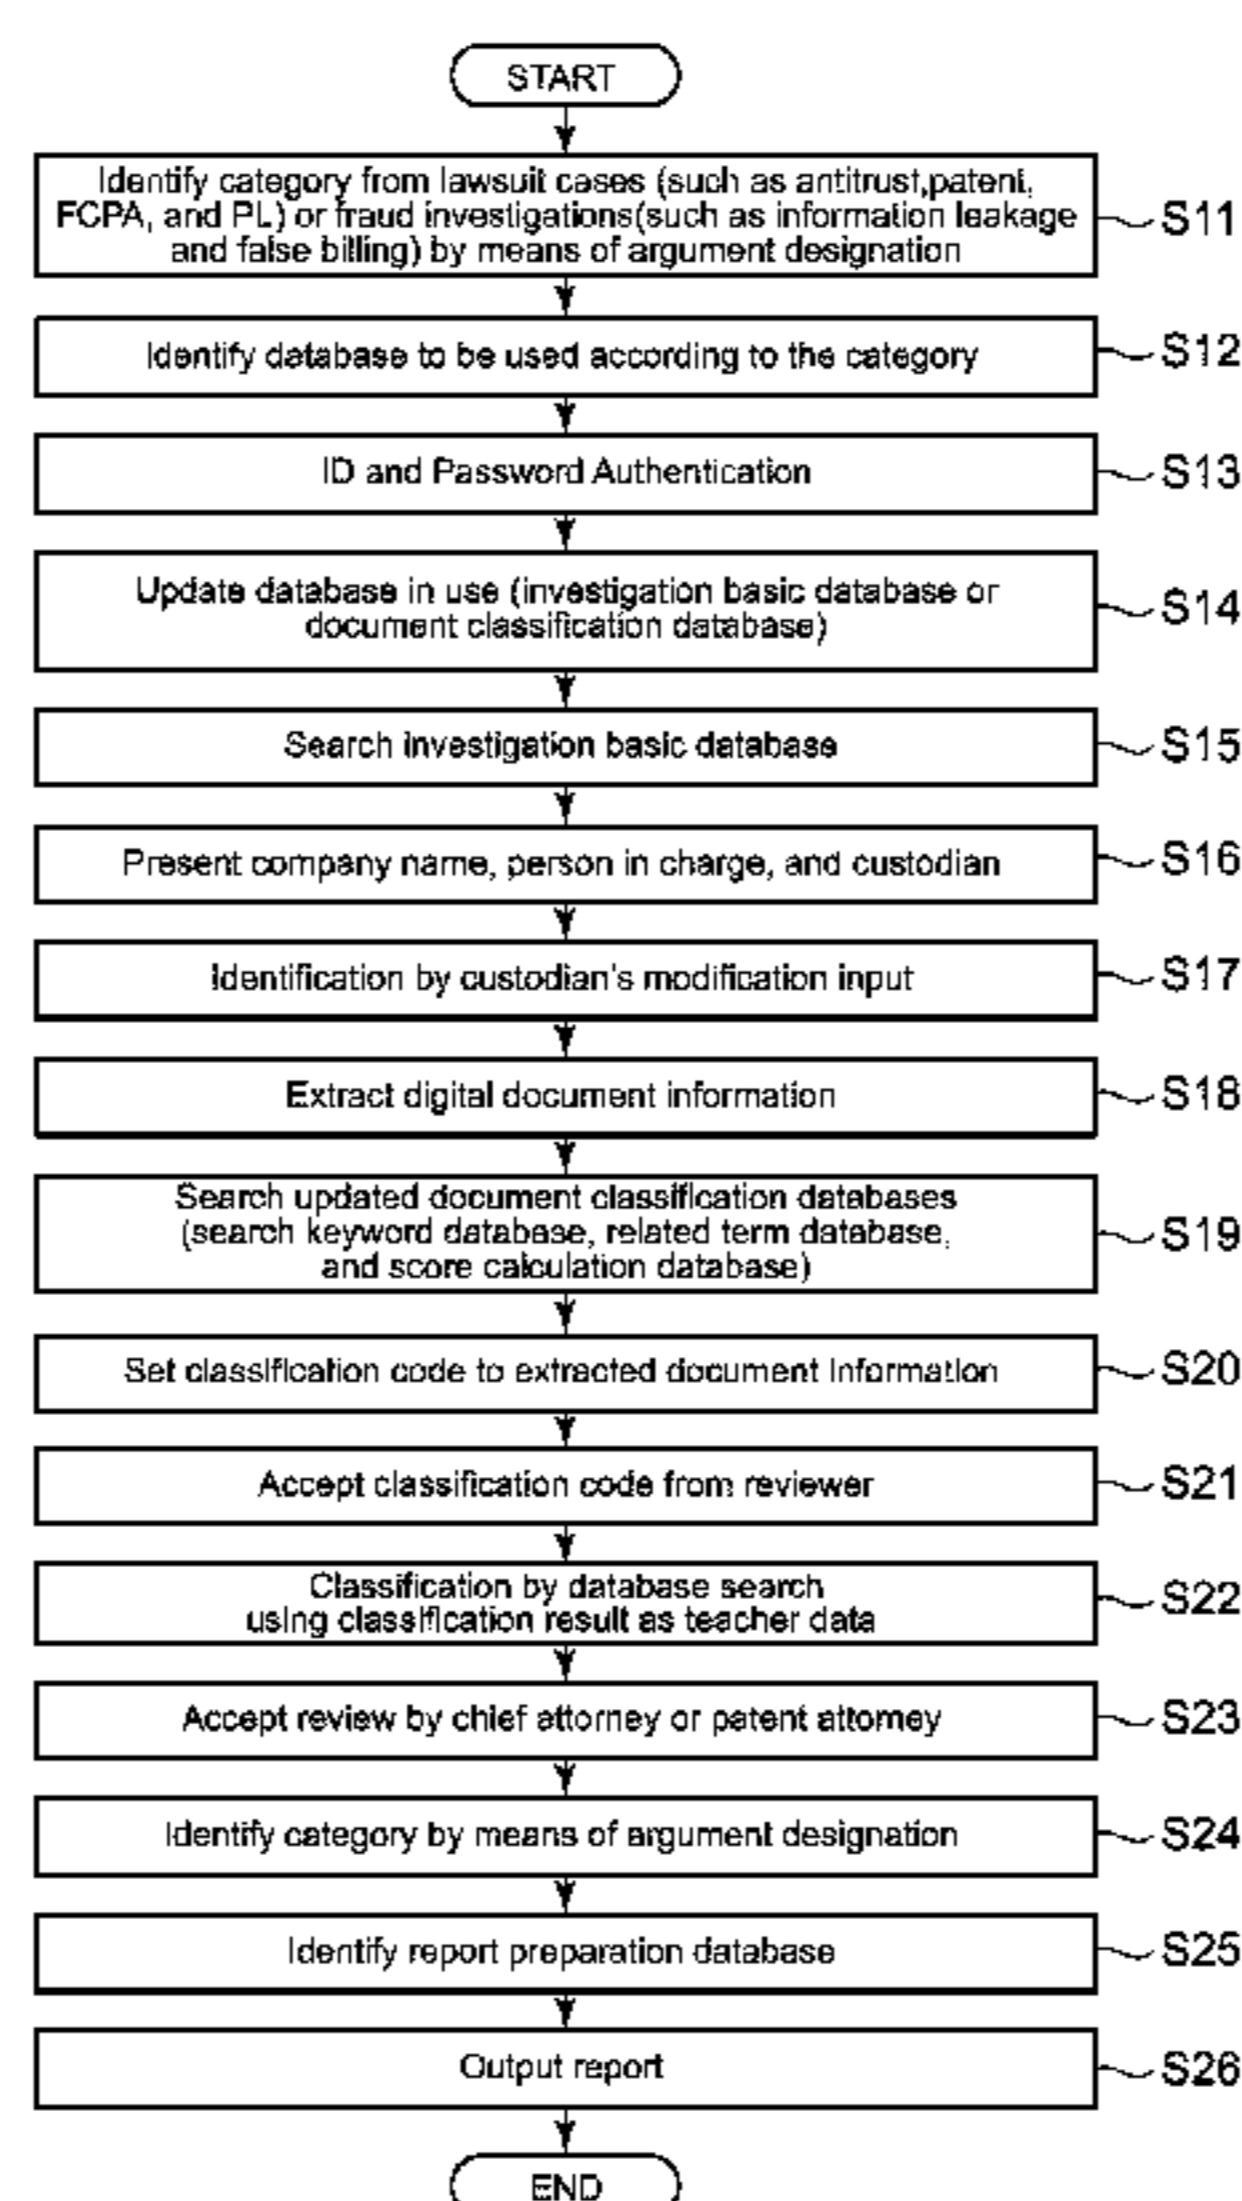 START
Identify category from lawsuit cases (such as antitrust,patent,
FCPA, and PL) or fraud investigations(such as information leakage
and false billing) by means of argument designation
S11
Identify database to be used according to the category
S12
ID and Password Authentication
S13
Update database in use (investigation basic database or
document classification database)
S14
Search investigation basic database
S15
Present company name, person in charge, and custodian
S16
Identification by custodian's modification input
S17
Extract digital document information
S18
Search updated document classification databases
(search keyword database, related term database,
and score calculation database)
S19
Set classification code to extracted document information
S20
Accept classification code from reviewer
S21
Classification by database search
using classification result as teacher data
S22
Accept review by chief attorney or patent attorney
S23
Identify category by means of argument designation
S24
Identify report preparation database
S25
Output report
S26
END